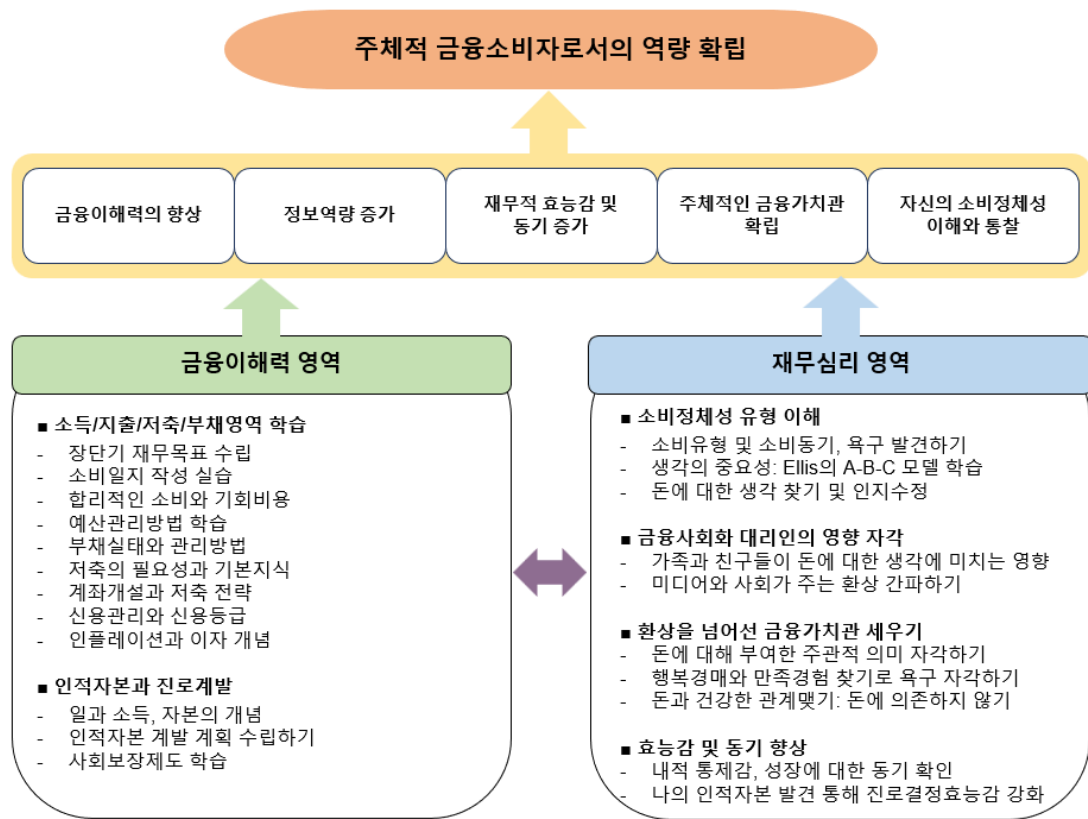 주체적 금융소비자로서의 역량 확립
금융이해력의 향상
정보역량 증가
재무적 효능감 및
동기 증가
주체적인 금융가치관
확립
자신의 소비정체성
이해와 통찰
금융이해력 영역
■ 소득/지출/저축/부채영역 학습
- 장단기 재무목표 수립
- 소비일지 작성 실습
- 합리적인 소비와 기회비용
- 예산관리방법 학습
- 부채실태와 관리방법
- 저축의 필요성과 기본지식
- 계좌개설과 저축 전략
- 신용관리와 신용등급
- 인플레이션과 이자 개념
■ 인적자본과 진로계발
- 일과 소득, 자본의 개념
- 인적자본 계발 계획 수립하기
- 사회보장제도 학습
재무심리 영역
■ 소비정체성 유형 이해
- 소비유형 및 소비동기, 욕구 발견하기
- 생각의 중요성: Ellis의 A-B-C 모델 학습
- 돈에 대한 생각 찾기 및 인지수정
■ 금융사회화 대리인의 영향 자각
- 가족과 친구들이 돈에 대한 생각에 미치는 영향
- 미디어와 사회가 주는 환상 간파하기
■ 환상을 넘어선 금융가치관 세우기
- 돈에 대해 부여한 주관적 의미 자각하기
- 행복경매와 만족경험 찾기로 욕구 자각하기
- 돈과 건강한 관계맺기: 돈에 의존하지 않기
■ 효능감 및 동기 향상
- 내적 통제감, 성장에 대한 동기 확인
- 나의 인적자본 발견 통해 진로결정효능감 강화